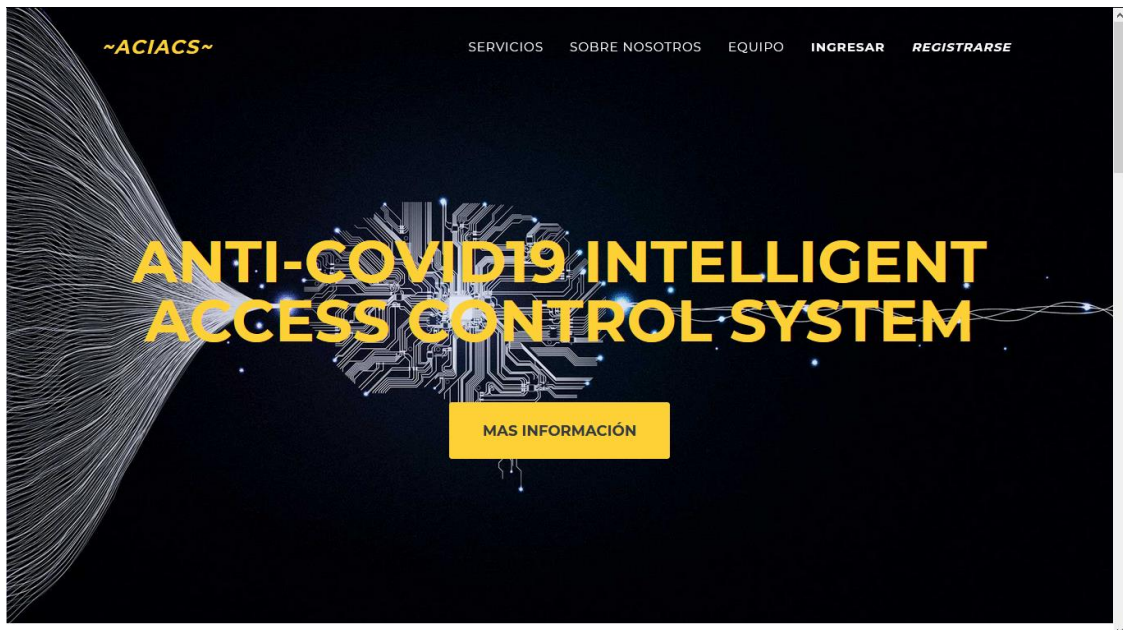 ~ACIACS~
SERVICIOS SOBRE NOSOTROS EQUIPO INGRESAR REGISTRARSE
ANTI-COVID19 INTELLIGENT
ACCESS CONTROL SYSTEM
MAS INFORMACIÓN